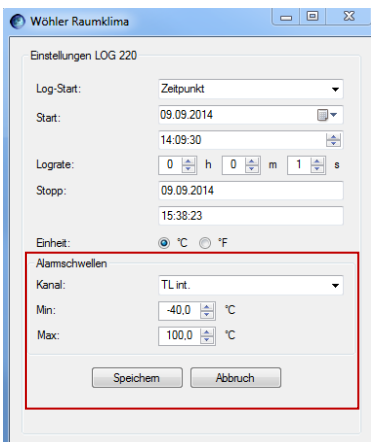 Wöhler Raumklima
Einstellungen LOG 220
Log-Start: Zeitpunkt
Start: 09.09.2014
14:09:30
Lograte: 0 h 0 m 1 s
Stopp: 09.09.2014
15:38:23
Einheit: °C °F
Alarmschwellen
Kanal: TL int.
Min: -40,0 °C
Max: 100,0 °C
Speichern Abbruch